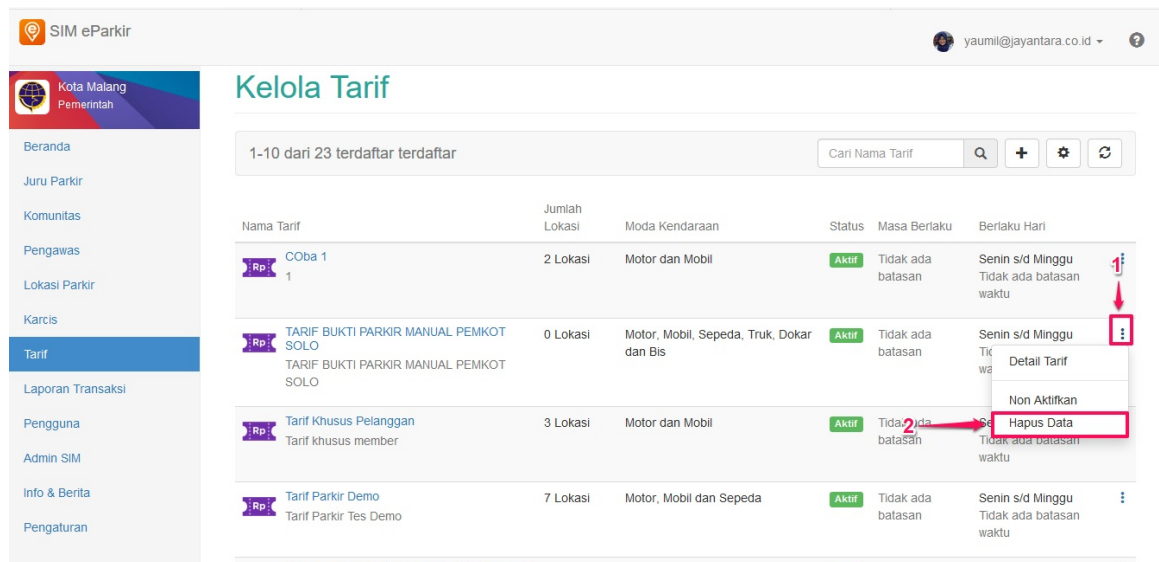 SIM eParkir
yaumil@jayantara.co.id
Kota Malang
Pemerintah
Beranda
Juru Parkir
Komunitas
Pengawas
Lokasi Parkir
Karcis
Tarif
Laporan Transaksi
Pengguna
Admin SIM
Info & Berita
Pengaturan
Kelola Tarif
1-10 dari 23 terdaftar terdaftar
Cari Nama Tarif
Nama Tarif
Jumlah
Lokasi
Moda Kendaraan
Status
Masa Berlaku
Berlaku Hari
Rp
COba 1
1
2 Lokasi
Motor dan Mobil
Aktif
Tidak ada
batasan
Senin s/d Minggu
Tidak ada batasan
waktu
1
Rp
TARIF BUKTI PARKIR MANUAL PEMKOT
SOLO
TARIF BUKTI PARKIR MANUAL PEMKOT
SOLO
0 Lokasi
Motor, Mobil, Sepeda, Truk, Dokar
dan Bis
Aktif
Tidak ada
batasan
Senin s/d Minggu
Detail Tarif
Non Aktifkan
Hapus Data
2
Rp
Tarif Khusus Pelanggan
Tarif khusus member
3 Lokasi
Motor dan Mobil
Aktif
batasan
Tidak ada batasan
waktu
Rp
Tarif Parkir Demo
Tarif Parkir Tes Demo
7 Lokasi
Motor, Mobil dan Sepeda
Aktif
Tidak ada
batasan
Senin s/d Minggu
Tidak ada batasan
waktu